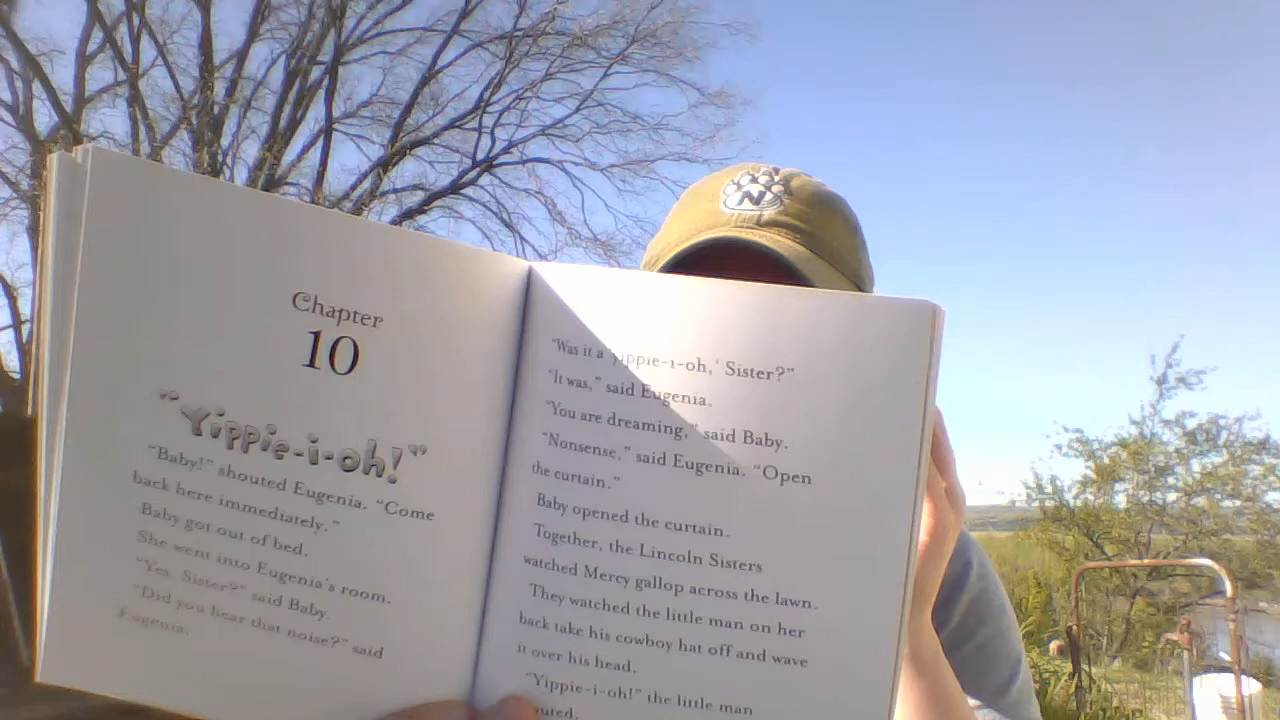 N
Chapter
10
"Yippie-i-oh!"
"Baby!" shouted Eugenia. "Come
back here immediately."
Baby got out of bed.
She went into Eugenia's room.
"Yes, Sister?" said Baby.
"Did you hear that noise?" said
Eugenia.
"Was it a 'yippie-i-oh,' Sister?"
"It was," said Eugenia.
"You are dreaming," said Baby.
"Nonsense," said Eugenia. "Open
the curtain."
Baby opened the curtain.
Together, the Lincoln Sisters
watched Mercy gallop across the lawn.
They watched the little man on her
back take his cowboy hat off and wave
it over his head.
"Yippie-i-oh!" the little man